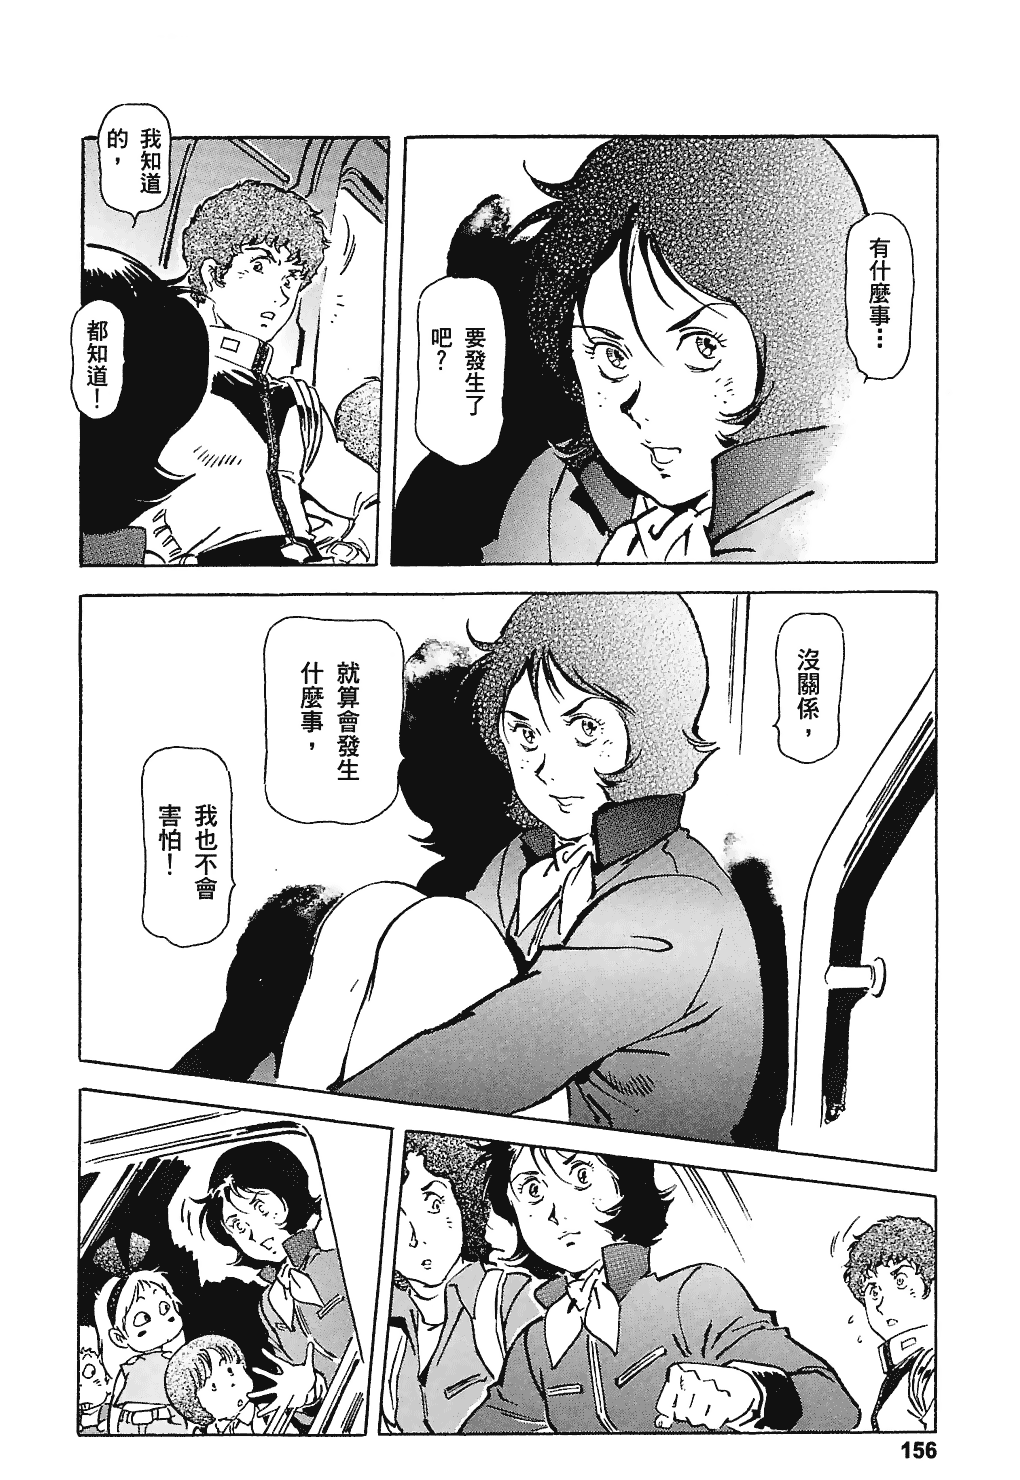 有什麼事…
要發生了
吧？
我知道
的，
都知道！
沒關係，
就算會發生
什麼事，
我也不會
害怕！
156